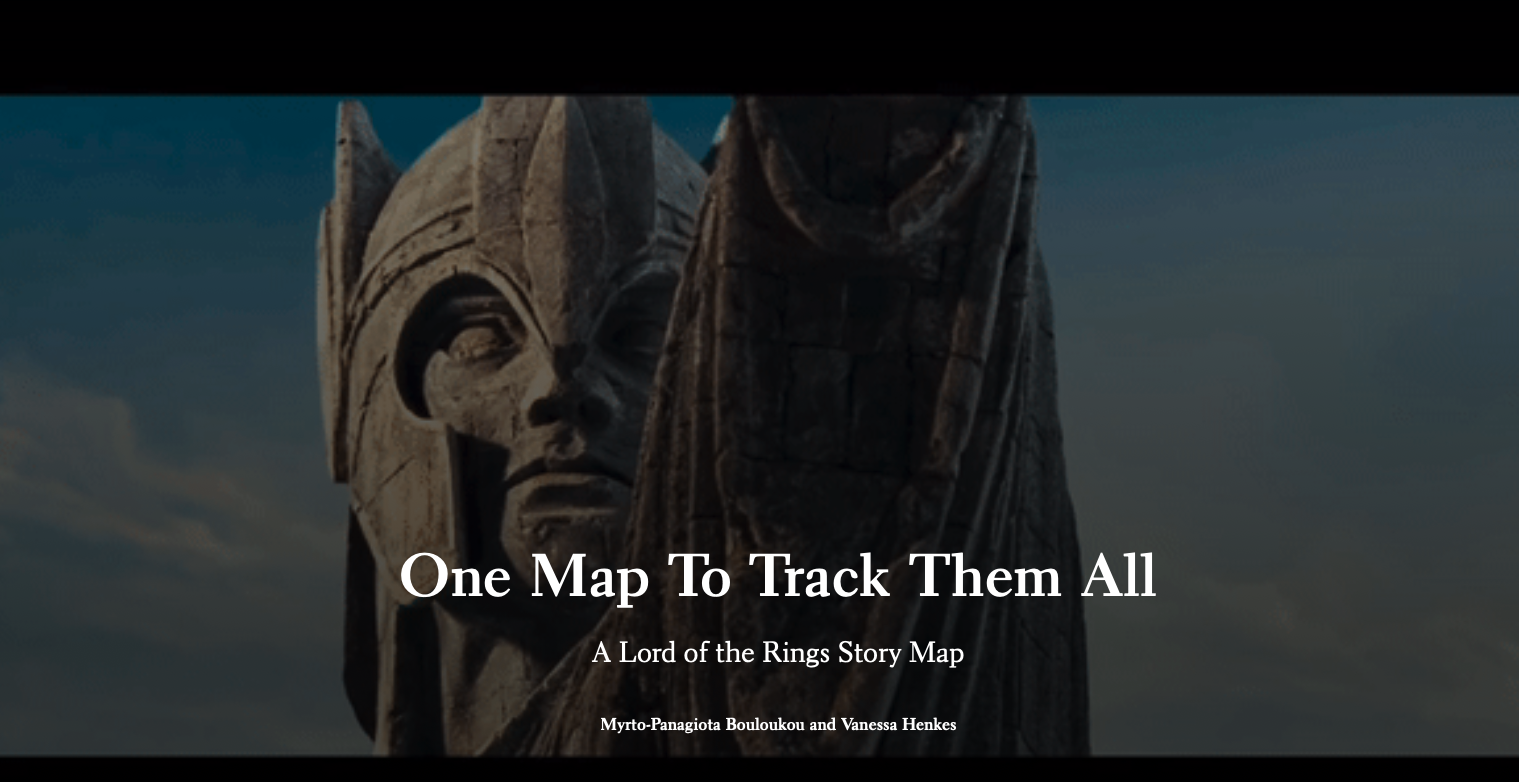 One Map To Track Them All
A Lord of the Rings Story Map
Myrto-Panagiota Bouloukou and Vanessa Henkes